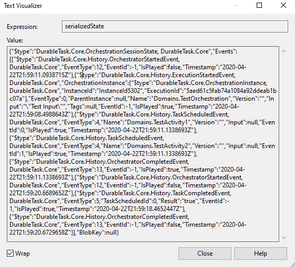 Text Visualizer
Expression: serializedState
Value:
{"$type":"DurableTask.Core.OrchestrationSessionState, DurableTask.Core","Events":
[{"$type":"DurableTask.Core.History.OrchestratorStartedEvent,
DurableTask.Core","EventType":12,"EventId":-1,"IsPlayed":false,"Timestamp":"2020-
04-22T21:59:11.0938715Z"},{"$type":"DurableTask.Core.History.ExecutionStartedEvent,
DurableTask.Core","OrchestrationInstance":{"$type":"DurableTask.Core.OrchestrationInstance,
DurableTask.Core","InstanceId":"InstanceId5302","ExecutionId":
"EventType":0,"ParentInstance":null,"Name":"Domains.TestOrchestration","Version":"","In
put":"\"Test Input\"","Tags":null,"EventId":-1,"IsPlayed":true,"Timestamp":"2020-04-
22T21:59:08.4988643Z"},{"$type":"DurableTask.Core.History.TaskScheduledEvent,
DurableTask.Core","EventType":4,"Name":"Domains.TestActivity1","Version":"","Input":null,"EventId":0,"IsPlayed":true,"Timestamp":"2020-04-22T21:59:11.1338693Z"},
{"$type":"DurableTask.Core.History.TaskScheduledEvent,
DurableTask.Core","EventType":4,"Name":"Domains.TestActivity2","Version":"","Input":null,"EventId":-1,"IsPlayed":true,"Timestamp":"2020-04-22T21:59:11.1338693Z"},
{"$type":"DurableTask.Core.History.OrchestratorCompletedEvent,
DurableTask.Core","EventType":13,"EventId":-1,"IsPlayed":true,"Timestamp":"2020-04-
22T21:59:11.1338693Z"},{"$type":"DurableTask.Core.History.OrchestratorStartedEvent,
DurableTask.Core","EventType":12,"EventId":-1,"IsPlayed":false,"Timestamp":"2020-04-
22T21:59:20.6689652Z"},{"$type":"DurableTask.Core.History.TaskCompletedEvent,
DurableTask.Core","EventType":5,"TaskScheduledId":0,"Result":"true","EventId":-
1,"IsPlayed":true,"Timestamp":"2020-04-22T21:59:18.4652447Z"},
{"$type":"DurableTask.Core.History.OrchestratorCompletedEvent,
DurableTask.Core","EventType":13,"EventId":-1,"IsPlayed":false,"Timestamp":"2020-04-
22T21:59:20.6729658Z"}],"BlobKey":null}
Wrap Close Help